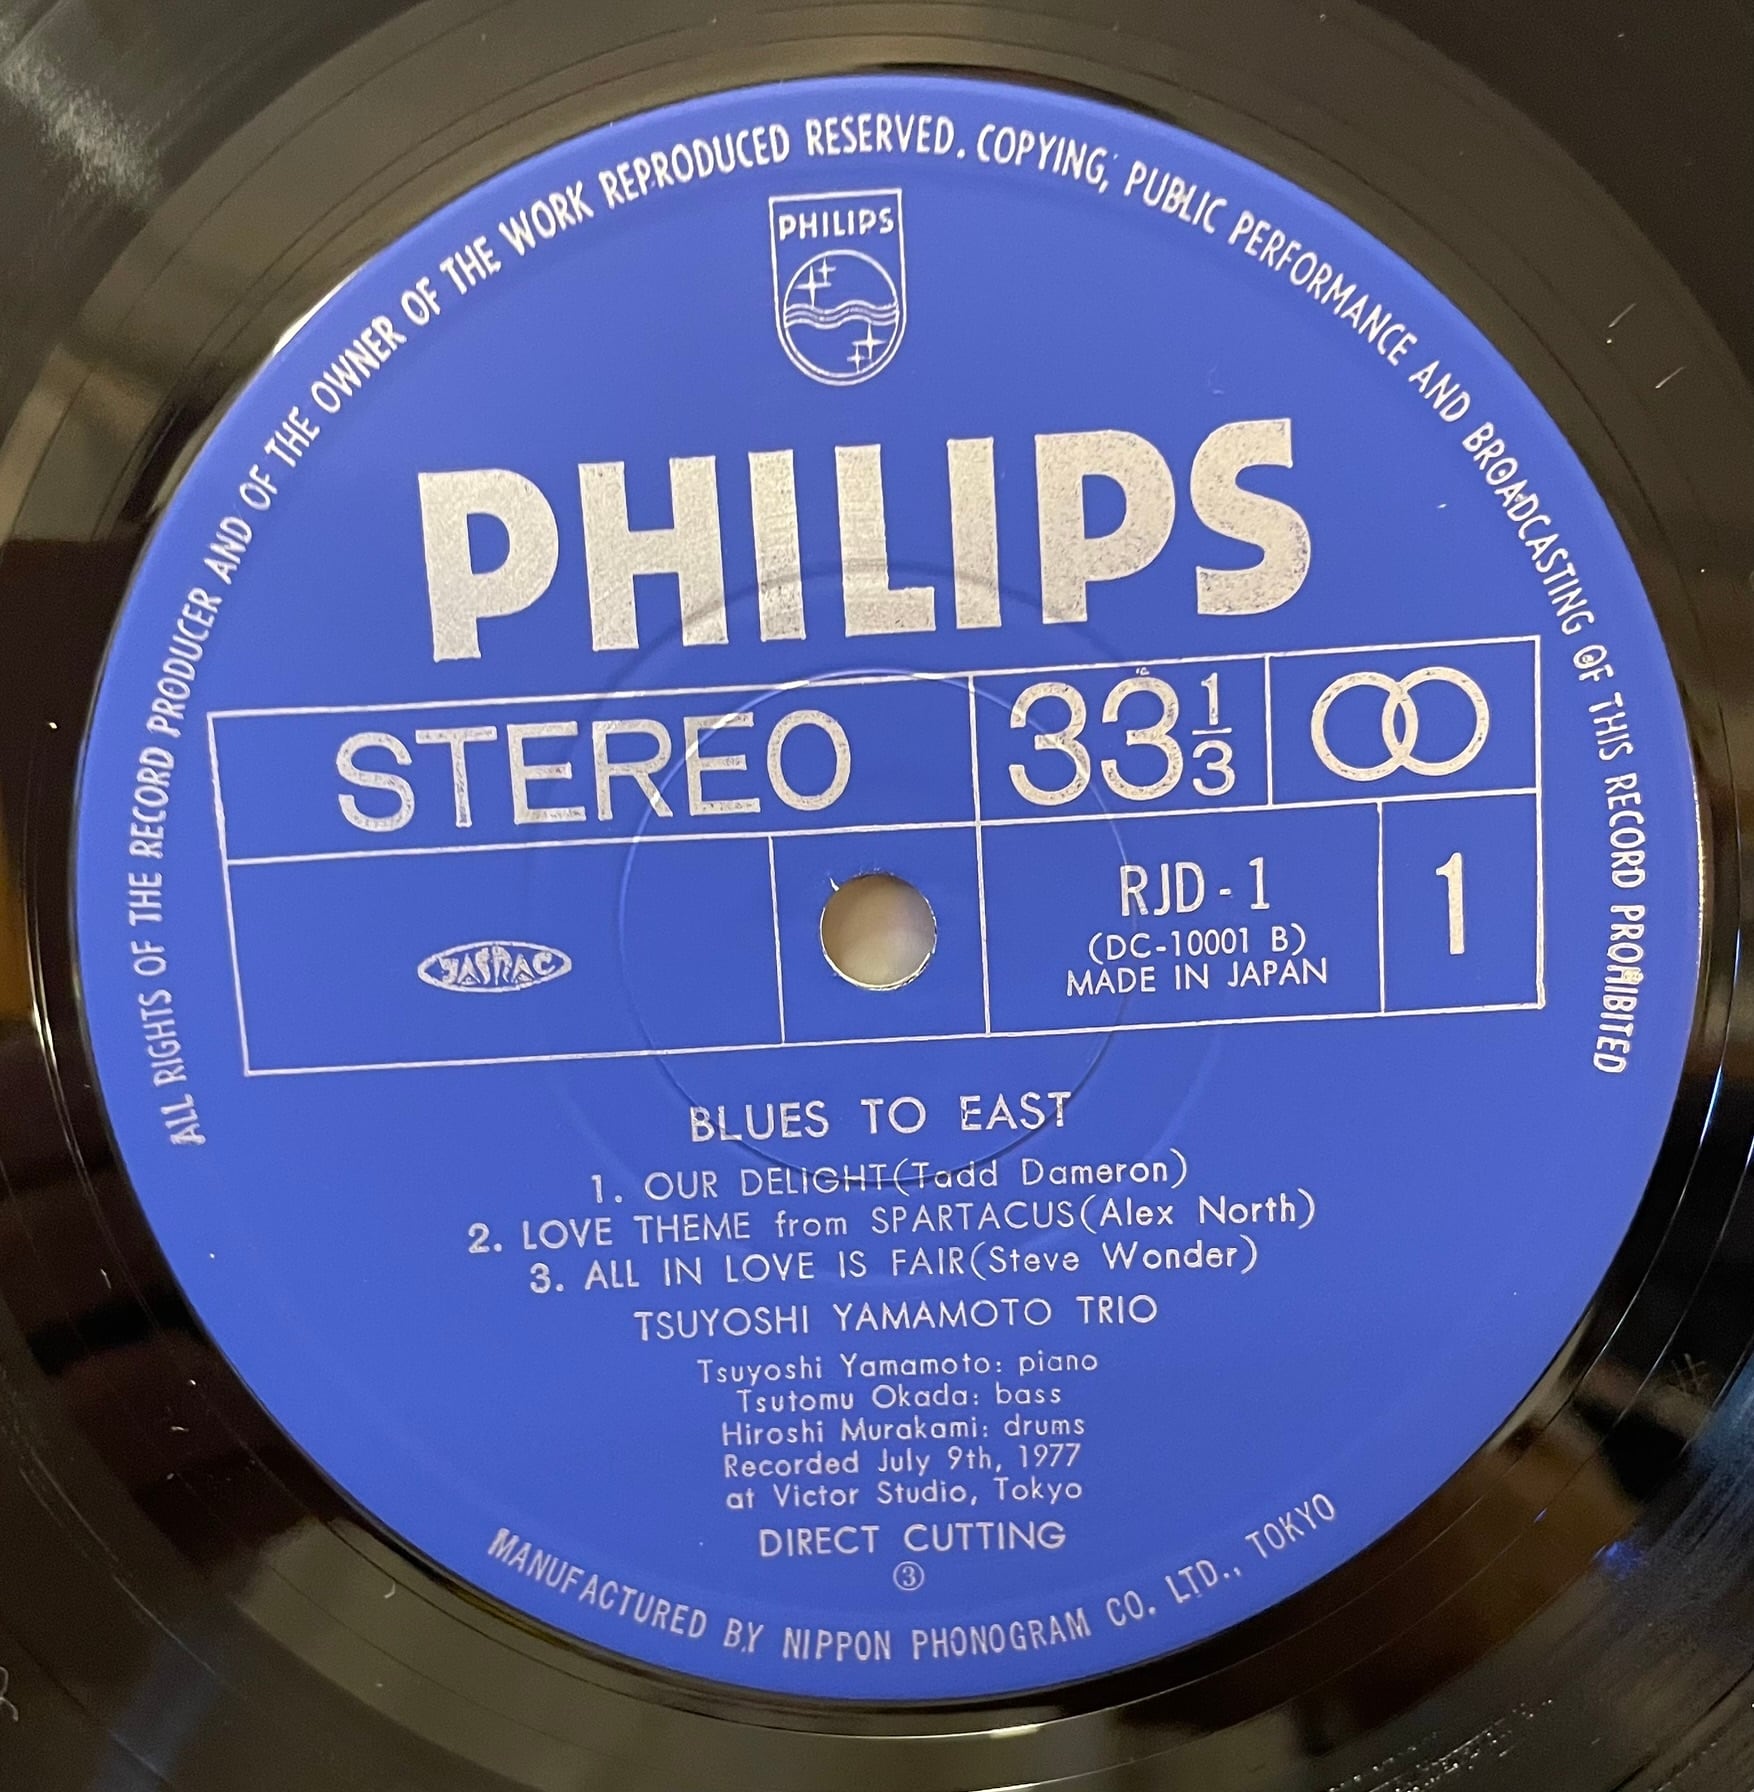 ALL RIGHTS OF THE RECORD PRODUCER AND OF THE OWNER OF THE WORK REPRODUCED RESERVED. COPYING, PUBLIC PERFORMANCE AND BROADCASTING OF THIS RECORD PROHIBITED
PHILIPS
PHILIPS
STEREO 33 1/3
JASRAC
RJD-1
(DC-10001 B)
MADE IN JAPAN
1
BLUES TO EAST
1. OUR DELIGHT(Tadd Dameron)
2. LOVE THEME from SPARTACUS(Alex North)
3. ALL IN LOVE IS FAIR(Steve Wonder)
TSUYOSHI YAMAMOTO TRIO
Tsuyoshi Yamamoto: piano
Tsutomu Okada: bass
Hiroshi Murakami: drums
Recorded July 9th, 1977
at Victor Studio, Tokyo
DIRECT CUTTING
③
MANUFACTURED BY NIPPON PHONOGRAM CO. LTD., TOKYO